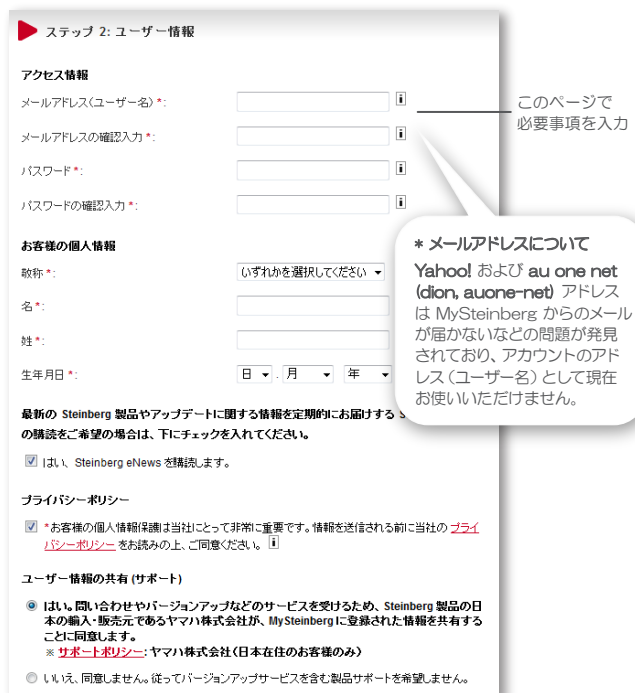 ステップ 2: ユーザー情報
アクセス情報
メールアドレス(ユーザー名) *:
メールアドレスの確認入力 *:
パスワード *:
パスワードの確認入力 *:
このページで
必要事項を入力
お客様の個人情報
敬称 *:
いずれかを選択してください
名 *:
姓 *:
生年月日 *:
日 . 月 年
* メールアドレスについて
Yahoo! および au one net
(dion, auone-net) アドレス
は MySteinberg からのメール
が届かないなどの問題が発見
されており、アカウントのアド
レス(ユーザー名)として現在
お使いいただけません。
最新の Steinberg 製品やアップデートに関する情報を定期的にお届けする
の購読をご希望の場合は、下にチェックを入れてください。
はい、Steinberg eNews を購読します。
プライバシーポリシー
*お客様の個人情報保護は当社にとって非常に重要です。情報を送信される前に当社の プライ
バシーポリシー をお読みの上、ご同意ください。
ユーザー情報の共有 (サポート)
はい。問い合わせやバージョンアップなどのサービスを受けるため、Steinberg 製品の日
本の輸入・販売元であるヤマハ株式会社が、MySteinberg に登録された情報を共有する
ことに同意します。
※ サポートポリシー: ヤマハ株式会社(日本在住のお客様のみ)
いいえ、同意しません。従ってバージョンアップサービスを含む製品サポートを希望しません。